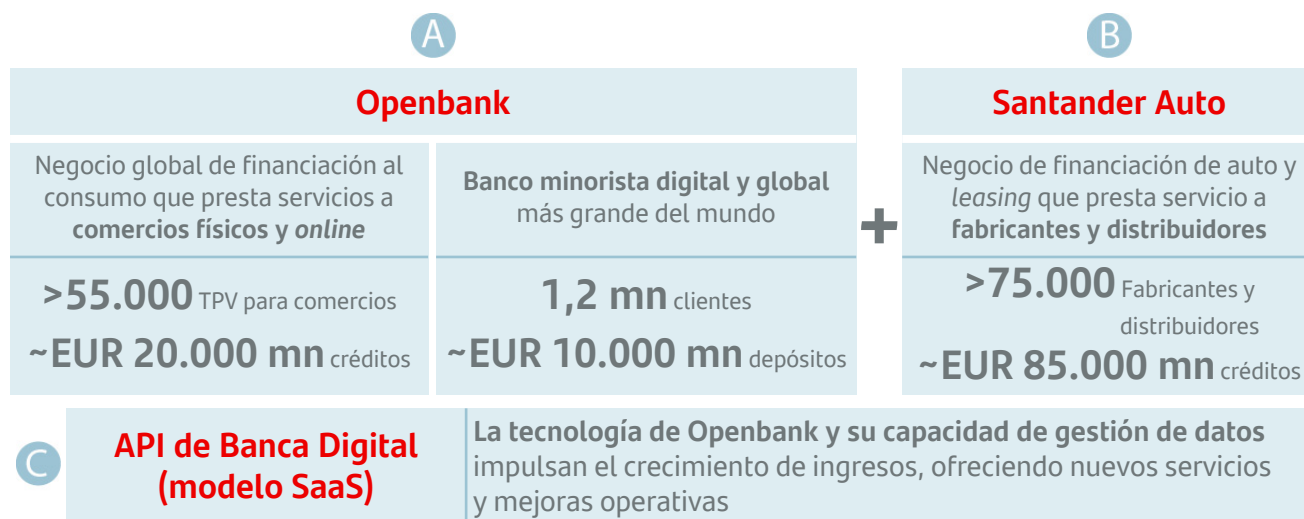 A
B
Openbank
Santander Auto
Negocio global de financiación al
consumo que presta servicios a
comercios físicos y online
Banco minorista digital y global
más grande del mundo
+
Negocio de financiación de auto y
leasing que presta servicio a
fabricantes y distribuidores
>55.000 TPV para comercios
~EUR 20.000 mn créditos
1,2 mn clientes
~EUR 10.000 mn depósitos
>75.000 Fabricantes y
distribuidores
~EUR 85.000 mn créditos
C
API de Banca Digital
(modelo SaaS)
La tecnología de Openbank y su capacidad de gestión de datos
impulsan el crecimiento de ingresos, ofreciendo nuevos servicios
y mejoras operativas